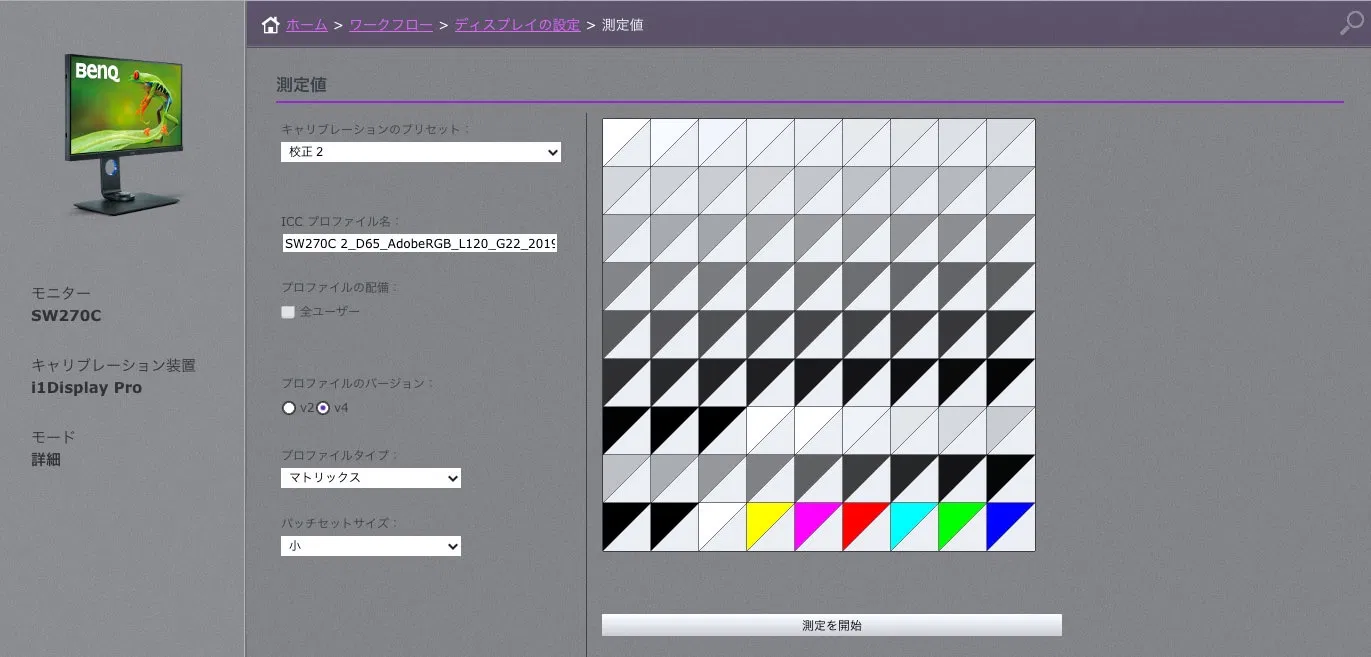 ホーム > ワークフロー > ディスプレイの設定 > 測定値
BenQ
測定値
キャリブレーションのプリセット：
校正 2
ICC プロファイル名：
SW270C 2_D65_AdobeRGB_L120_G22_2019
プロファイルの配備：
全ユーザー
モニター
SW270C
キャリブレーション装置
i1Display Pro
モード
詳細
プロファイルのバージョン：
v2 v4
プロファイルタイプ：
マトリックス
パッチセットサイズ：
小
測定を開始